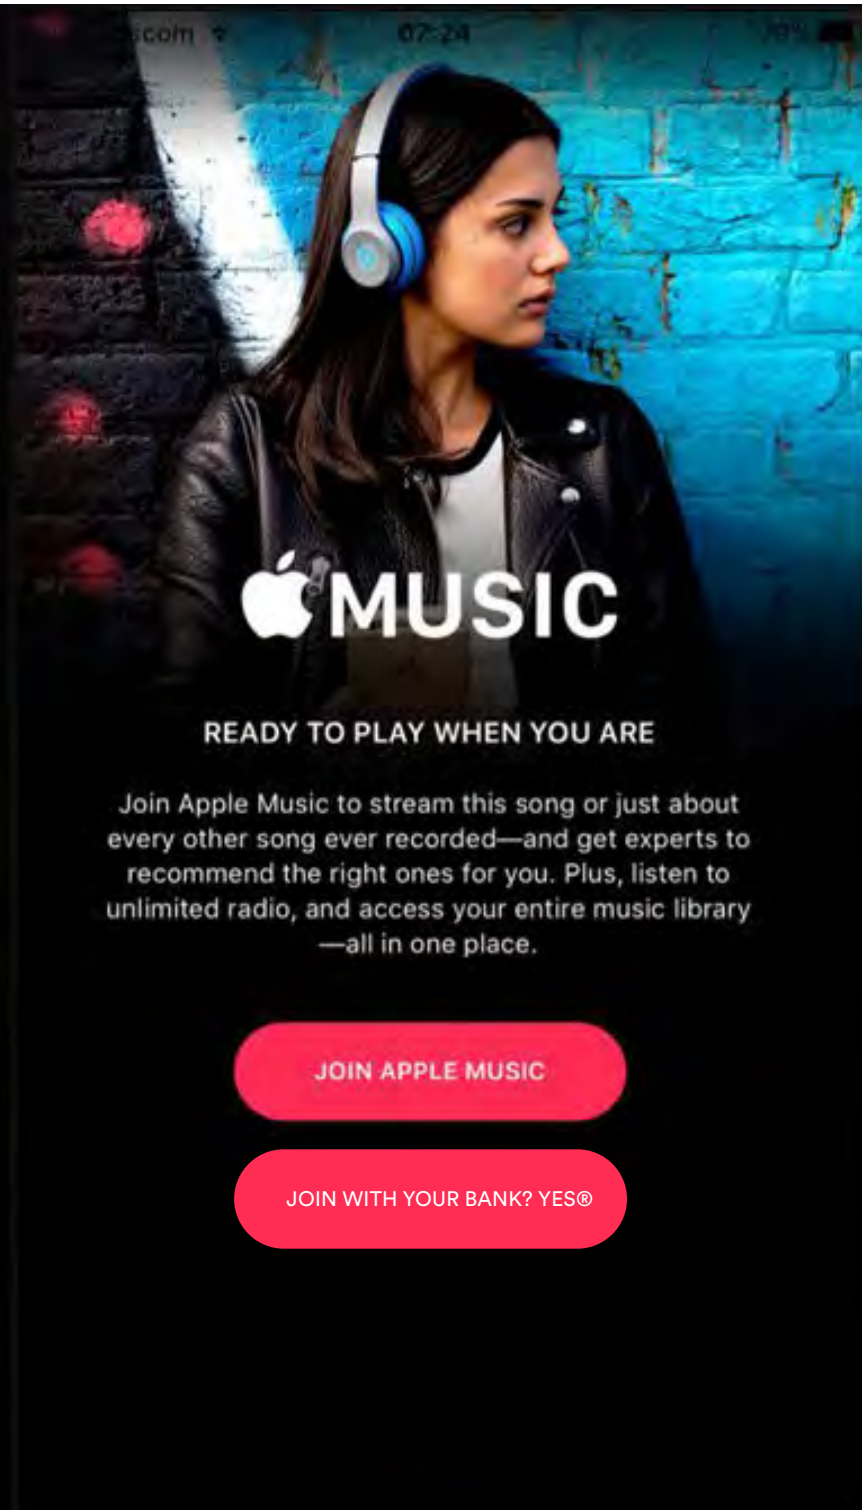 07:24
MUSIC
READY TO PLAY WHEN YOU ARE
Join Apple Music to stream this song or just about
every other song ever recorded—and get experts to
recommend the right ones for you. Plus, listen to
unlimited radio, and access your entire music library
—all in one place.
JOIN APPLE MUSIC
JOIN WITH YOUR BANK? YES®